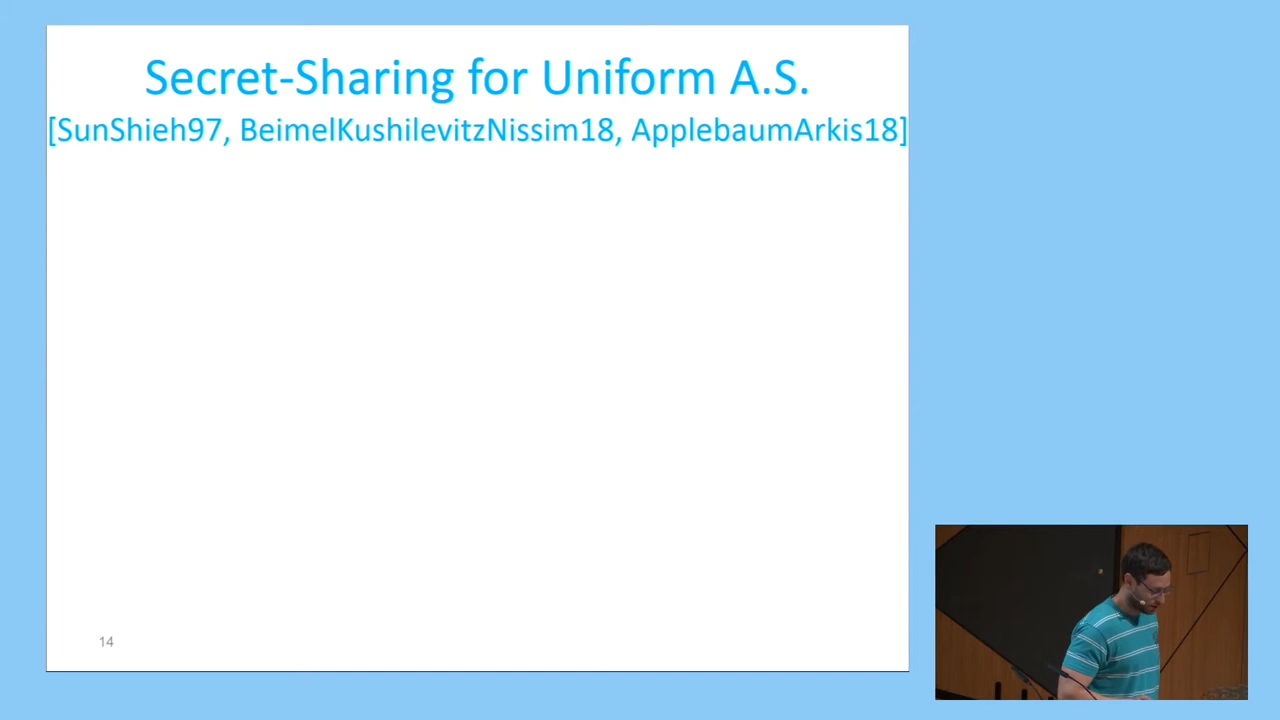 Secret-Sharing for Uniform A.S.
[SunShieh97, BeimelKushilevitzNissim18, ApplebaumArkis18]
14